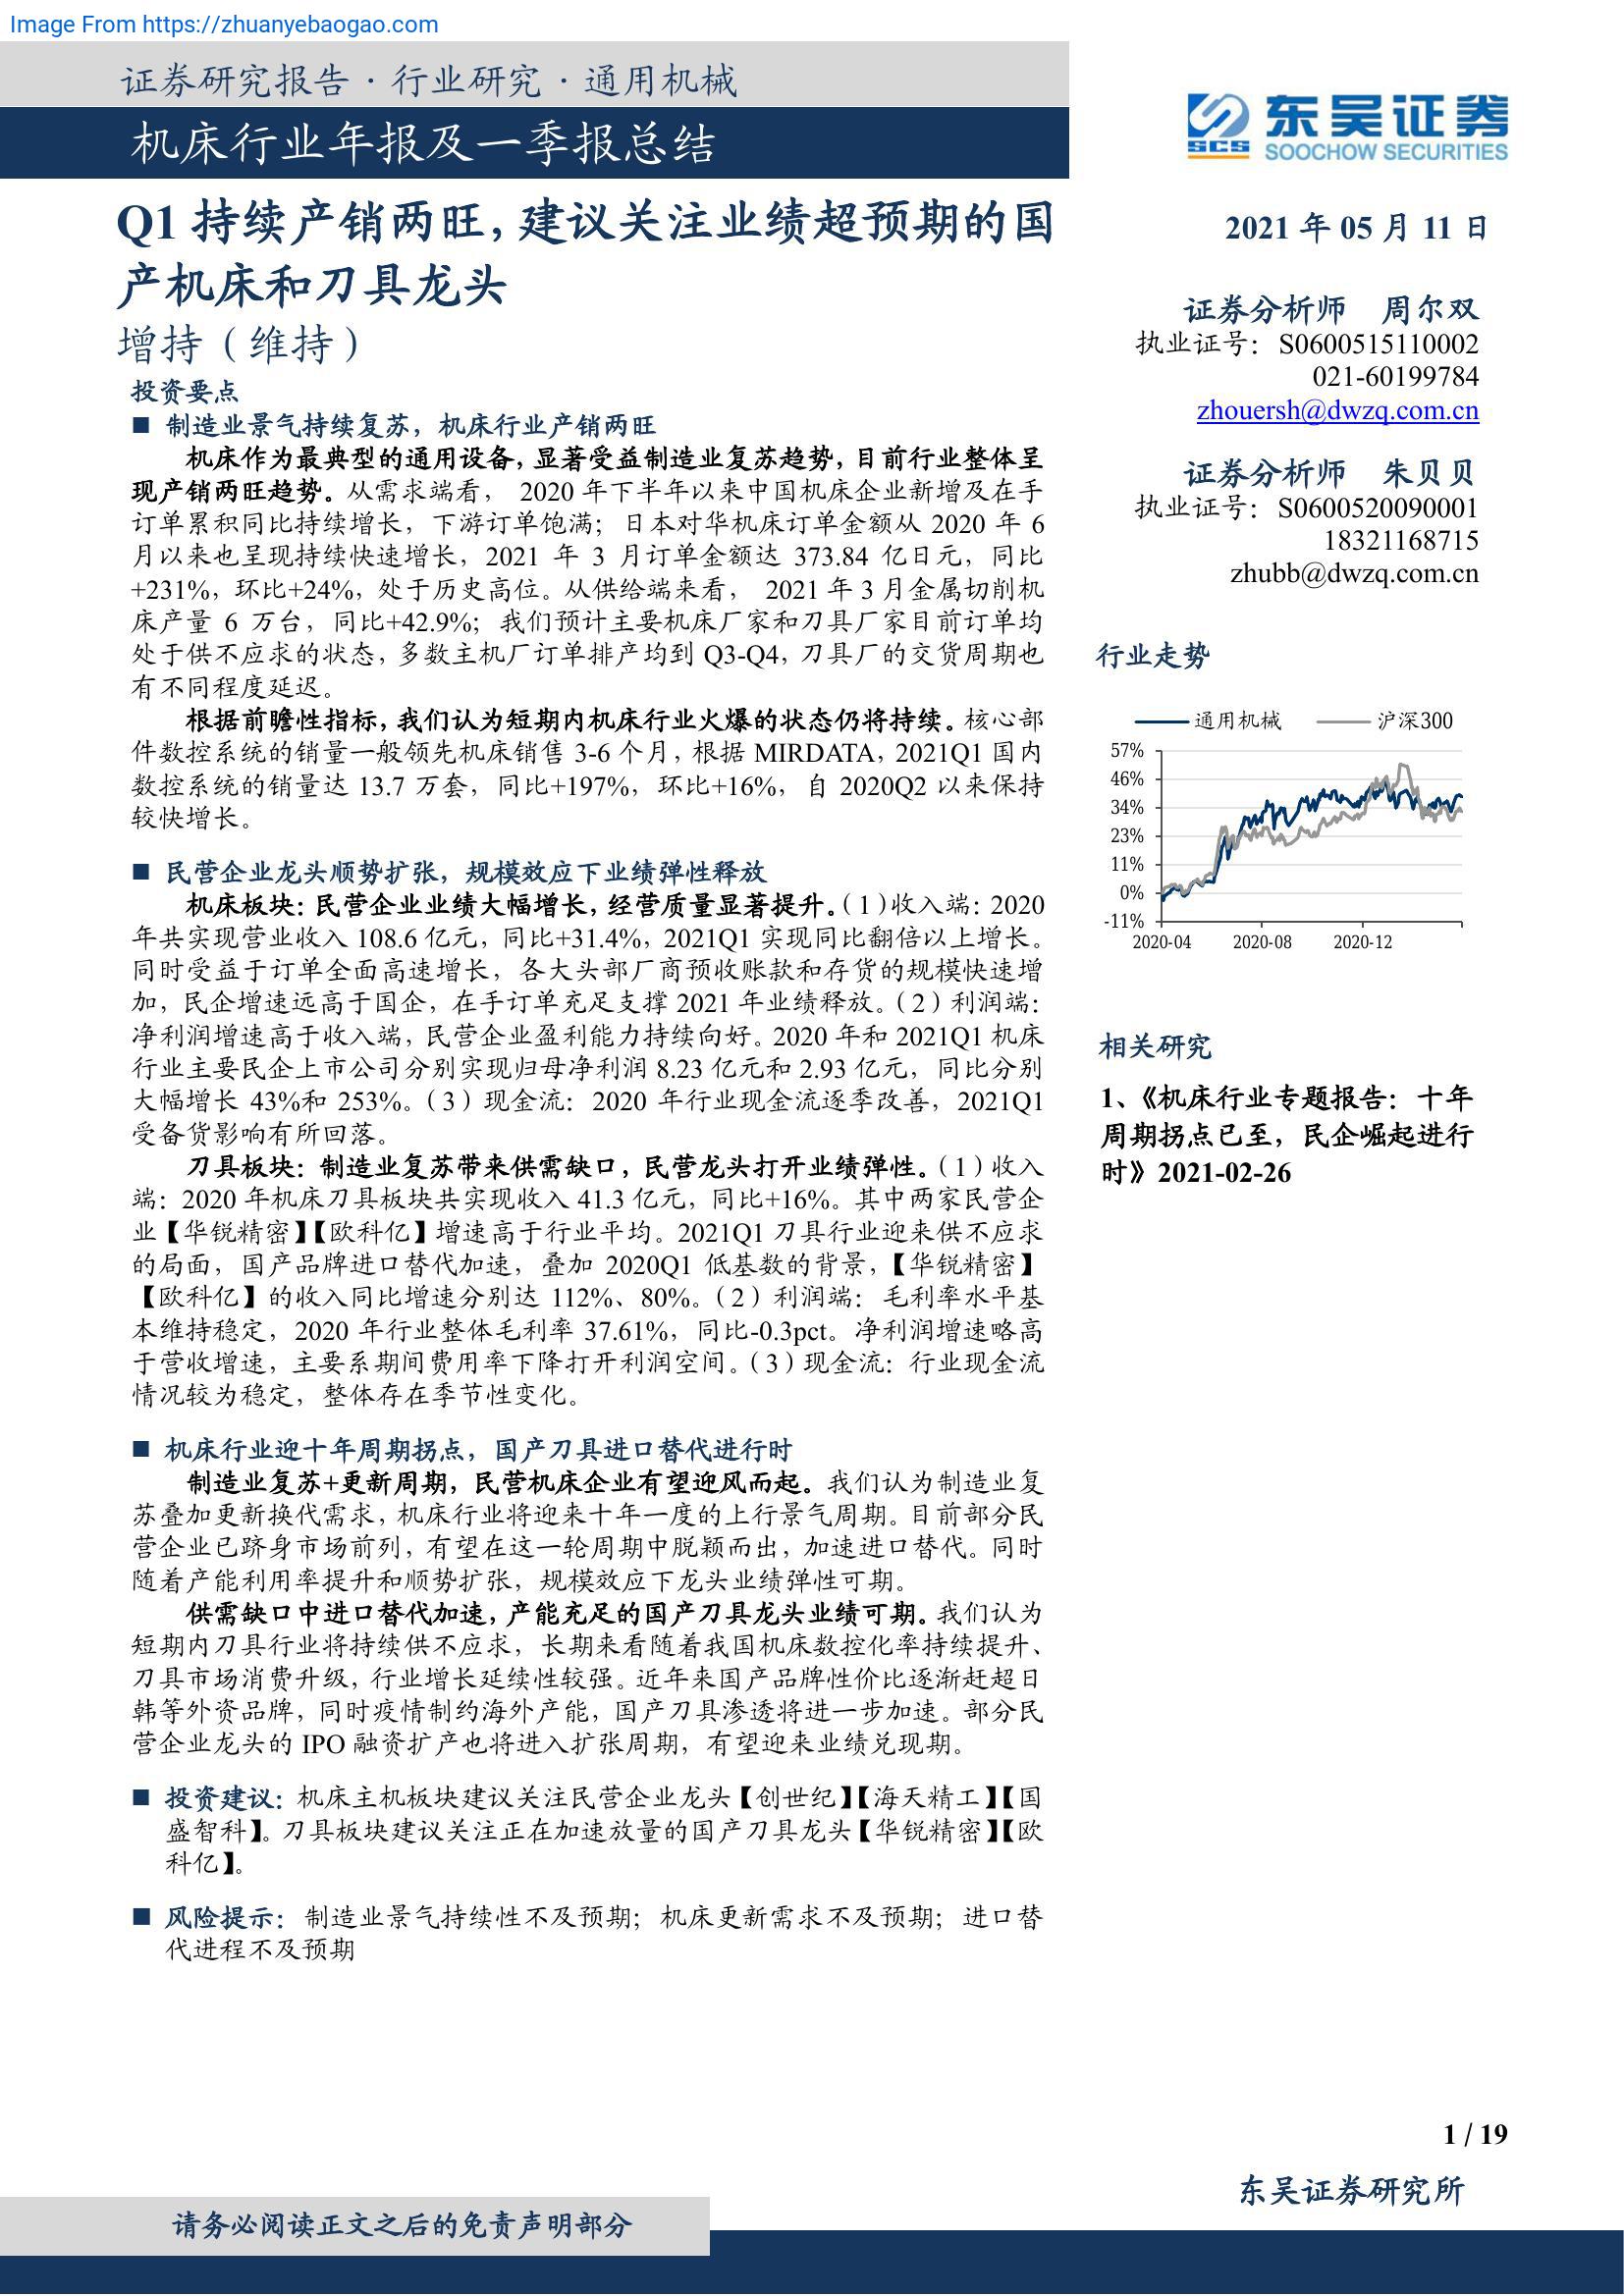 Image From https://zhuanyebaogao.com
证券研究报告·行业研究·通用机械
机床行业年报及一季报总结
东吴证券
SCS
SOOCHOW SECURITIES
Q1 持续产销两旺，建议关注业绩超预期的国
产机床和刀具龙头
增持（维持）
投资要点
■ 制造业景气持续复苏，机床行业产销两旺
机床作为最典型的通用设备，显著受益制造业复苏趋势，目前行业整体呈
现产销两旺趋势。从需求端看， 2020 年下半年以来中国机床企业新增及在手
订单累积同比持续增长，下游订单饱满；日本对华机床订单金额从 2020 年 6
月以来也呈现持续快速增长，2021 年 3 月订单金额达 373.84 亿日元，同比
+231%，环比+24%，处于历史高位。从供给端来看， 2021 年 3 月金属切削机
床产量 6 万台，同比+42.9%；我们预计主要机床厂家和刀具厂家目前订单均
处于供不应求的状态，多数主机厂订单排产均到 Q3-Q4，刀具厂的交货周期也
有不同程度延迟。
根据前瞻性指标，我们认为短期内机床行业火爆的状态仍将持续。核心部
件数控系统的销量一般领先机床销售 3-6 个月，根据 MIRDATA，2021Q1 国内
数控系统的销量达 13.7 万套，同比+197%，环比+16%，自 2020Q2 以来保持
较快增长。
■ 民营企业龙头顺势扩张，规模效应下业绩弹性释放
机床板块：民营企业业绩大幅增长，经营质量显著提升。（1）收入端：2020
年共实现营业收入 108.6 亿元，同比+31.4%，2021Q1 实现同比翻倍以上增长。
同时受益于订单全面高速增长，各大头部厂商预收账款和存货的规模快速增
加，民企增速远高于国企，在手订单充足支撑 2021 年业绩释放。（2）利润端：
净利润增速高于收入端，民营企业盈利能力持续向好。2020 年和 2021Q1 机床
行业主要民企上市公司分别实现归母净利润 8.23 亿元和 2.93 亿元，同比分别
大幅增长 43%和 253%。（3）现金流：2020 年行业现金流逐季改善，2021Q1
受备货影响有所回落。
刀具板块：制造业复苏带来供需缺口，民营龙头打开业绩弹性。（1）收入
端：2020 年机床刀具板块共实现收入 41.3 亿元，同比+16%。其中两家民营企
业【华锐精密】【欧科亿】增速高于行业平均。2021Q1 刀具行业迎来供不应求
的局面，国产品牌进口替代加速，叠加 2020Q1 低基数的背景，【华锐精密】
【欧科亿】的收入同比增速分别达 112%、80%。（2）利润端：毛利率水平基
本维持稳定，2020 年行业整体毛利率 37.61%，同比-0.3pct。净利润增速略高
于营收增速，主要系期间费用率下降打开利润空间。（3）现金流：行业现金流
情况较为稳定，整体存在季节性变化。
■ 机床行业迎十年周期拐点，国产刀具进口替代进行时
制造业复苏+更新周期，民营机床企业有望迎风而起。我们认为制造业复
苏叠加更新换代需求，机床行业将迎来十年一度的上行景气周期。目前部分民
营企业已跻身市场前列，有望在这一轮周期中脱颖而出，加速进口替代。同时
随着产能利用率提升和顺势扩张，规模效应下龙头业绩弹性可期。
供需缺口中进口替代加速，产能充足的国产刀具龙头业绩可期。我们认为
短期内刀具行业将持续供不应求，长期来看随着我国机床数控化率持续提升、
刀具市场消费升级，行业增长延续性较强。近年来国产品牌性价比逐渐赶超日
韩等外资品牌，同时疫情制约海外产能，国产刀具渗透将进一步加速。部分民
营企业龙头的 IPO 融资扩产也将进入扩张周期，有望迎来业绩兑现期。
■ 投资建议：机床主机板块建议关注民营企业龙头【创世纪】【海天精工】【国
盛智科】。刀具板块建议关注正在加速放量的国产刀具龙头【华锐精密】【欧
科亿】。
■ 风险提示：制造业景气持续性不及预期；机床更新需求不及预期；进口替
代进程不及预期
2021 年 05 月 11 日
证券分析师 周尔双
执业证号：S0600515110002
021-60199784
zhouersh@dwzq.com.cn
证券分析师 朱贝贝
执业证号：S0600520090001
18321168715
zhubb@dwzq.com.cn
行业走势
通用机械 沪深300
57%
46%
34%
23%
11%
0%
-11%
2020-04 2020-08 2020-12
相关研究
1、《机床行业专题报告：十年
周期拐点已至，民企崛起进行
时》2021-02-26
1 / 19
东吴证券研究所
请务必阅读正文之后的免责声明部分